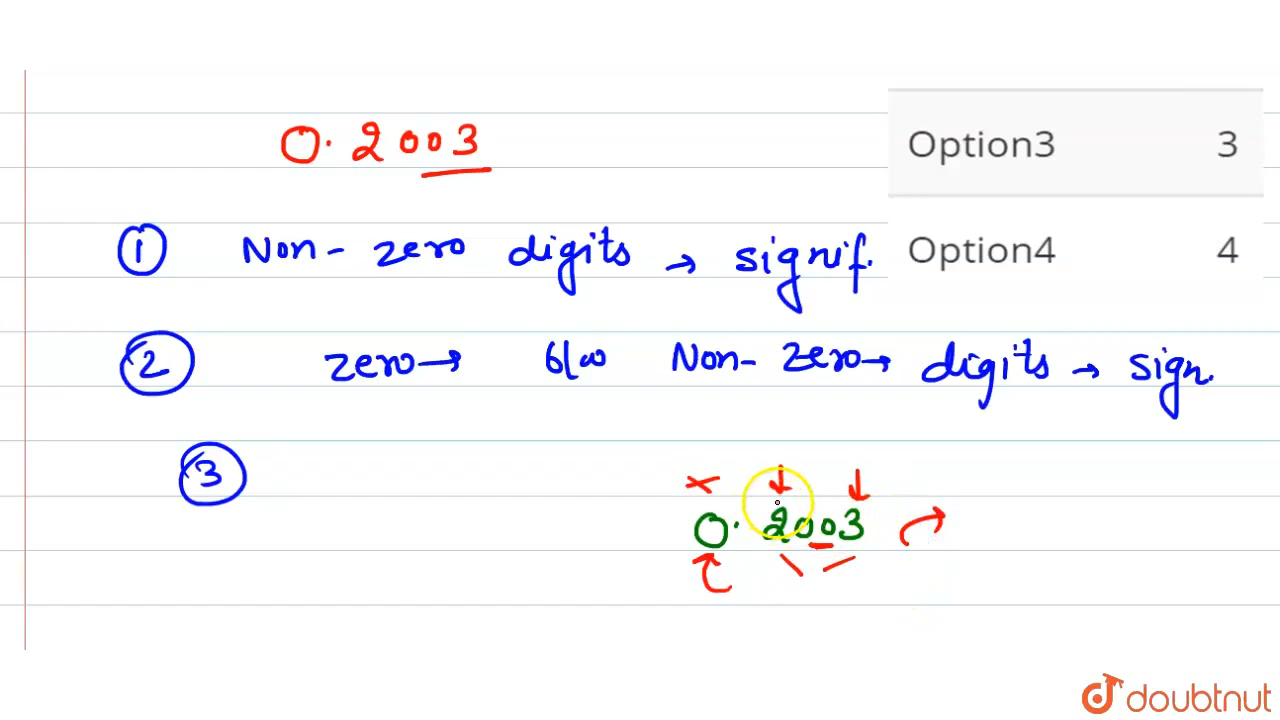 0.2003
Option3 3
① Non-zero digits → signif.
Option4 4
② zero → b/w Non-zero → digits → sign.
③
× ↓ ↓
0.2003
doubtnut